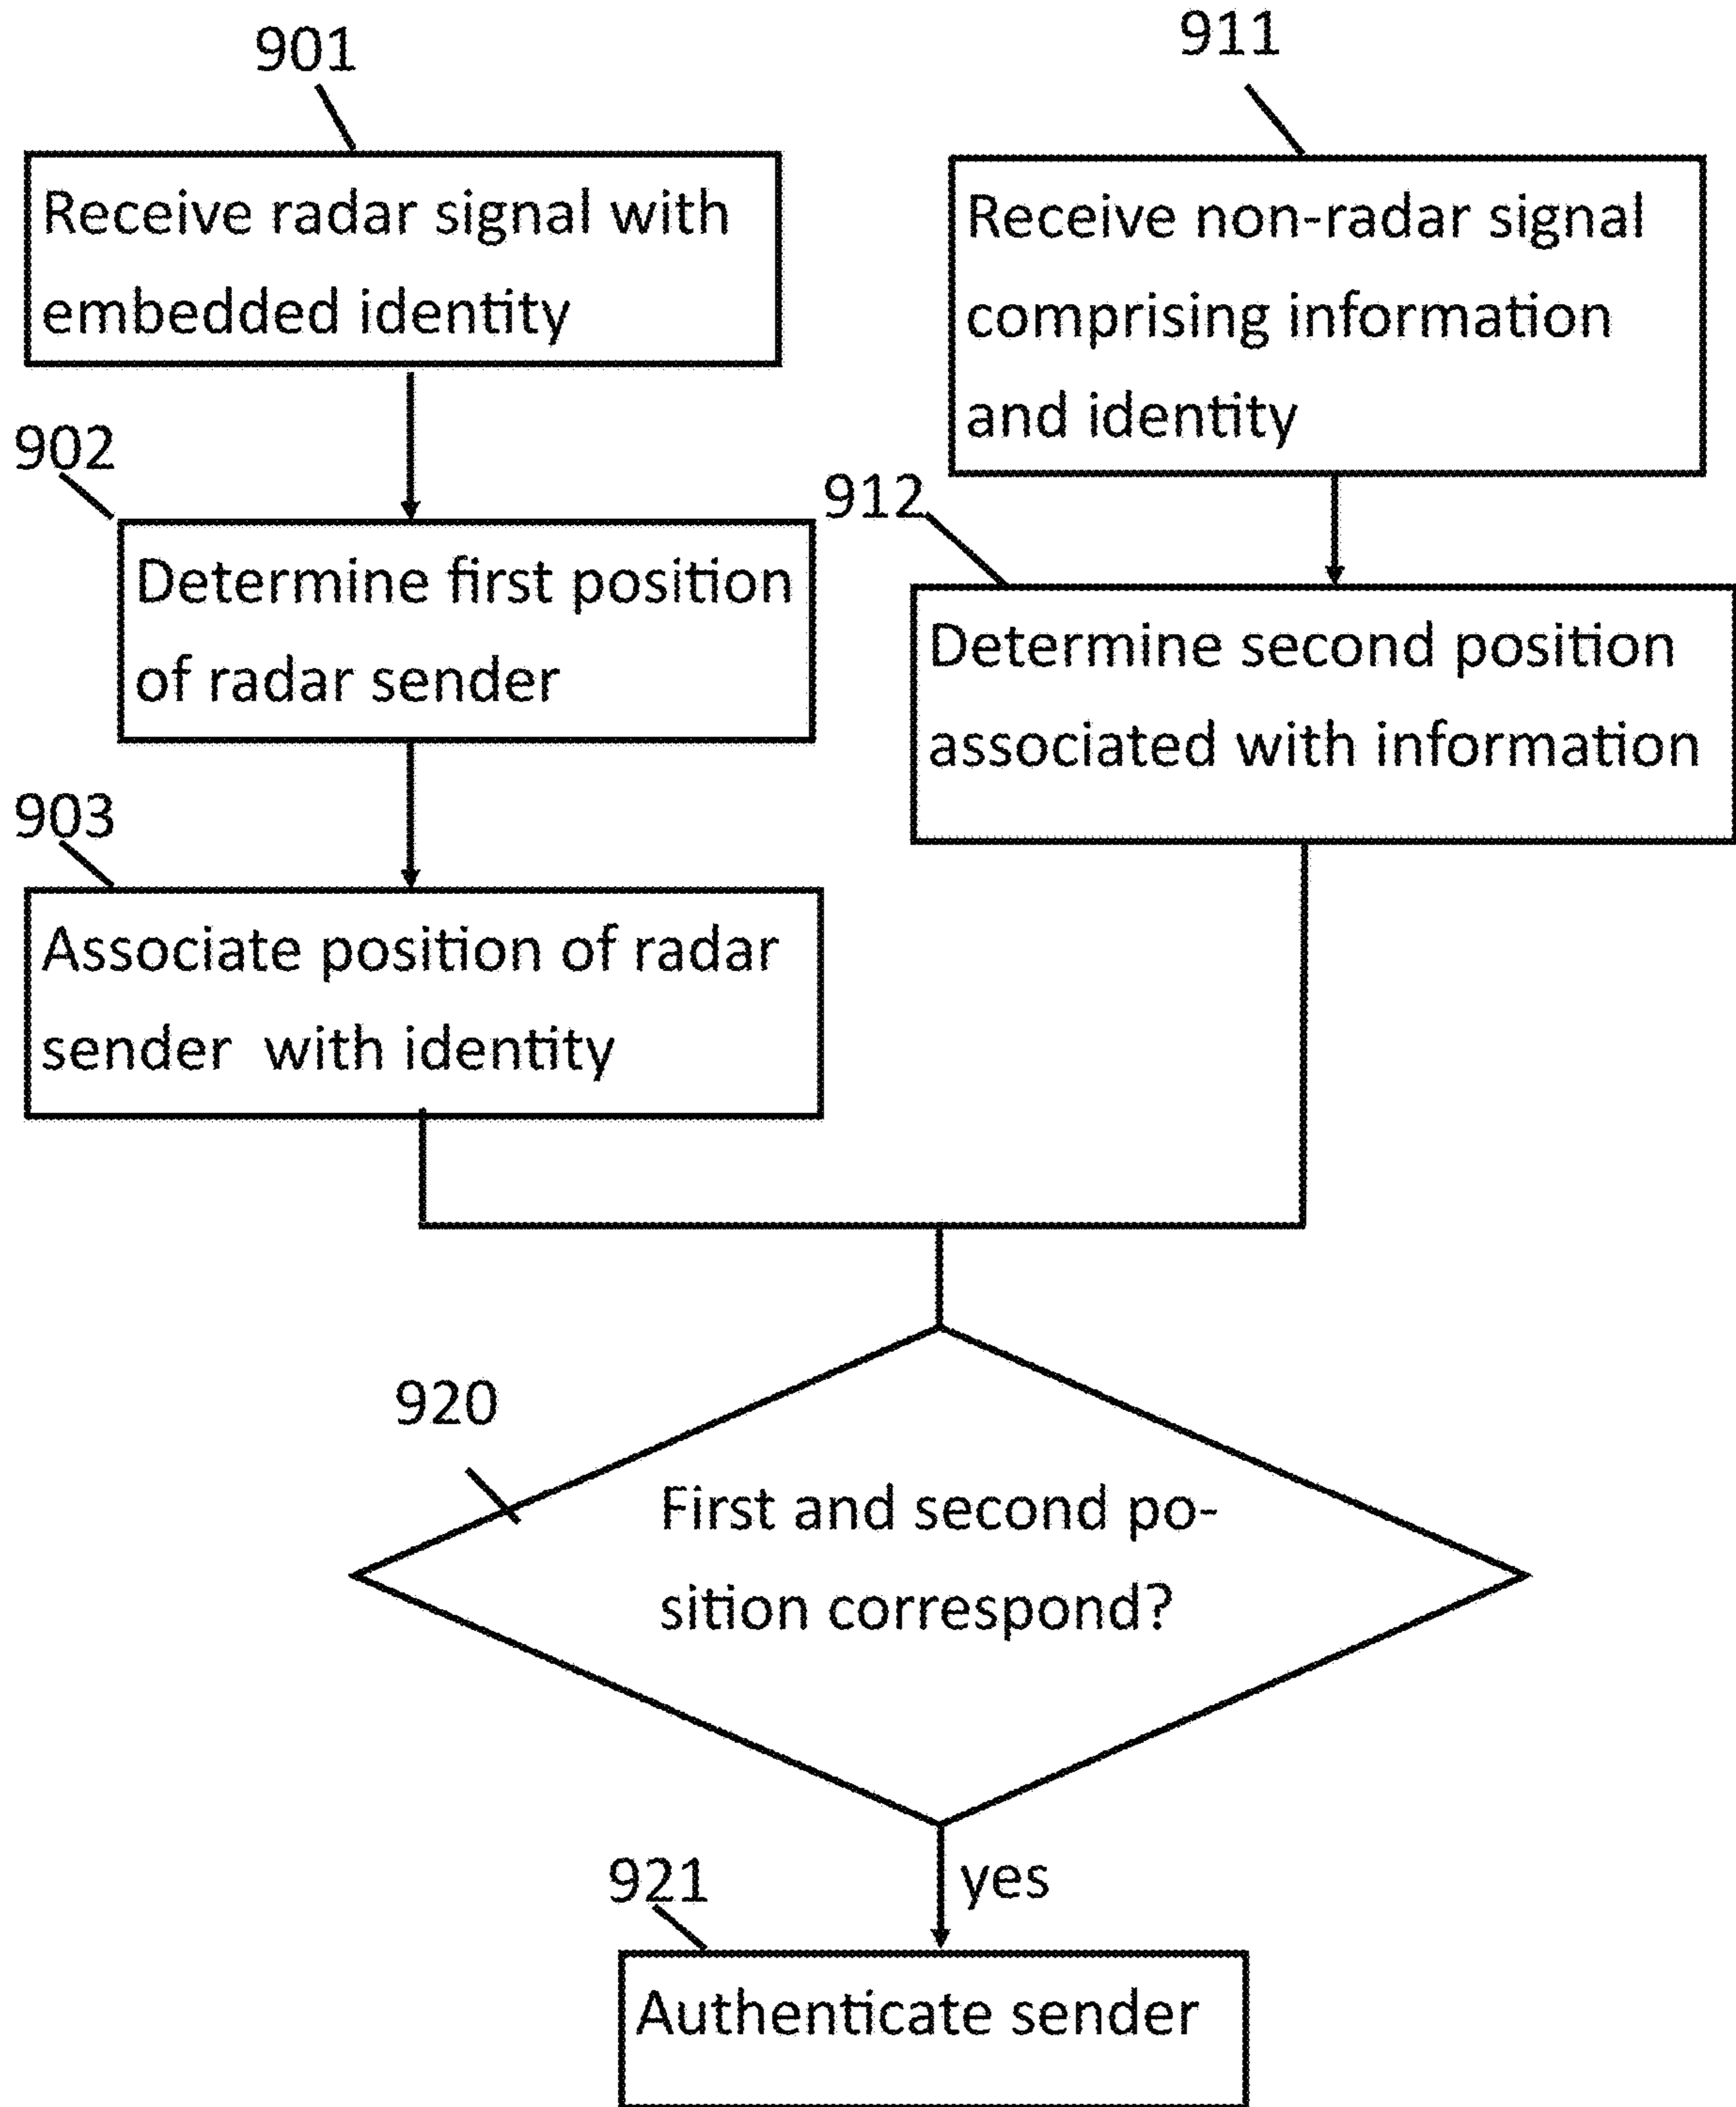 901
Receive radar signal with
embedded identity
902
Determine first position
of radar sender
903
Associate position of radar
sender with identity
911
Receive non-radar signal
comprising information
and identity
912
Determine second position
associated with information
920
First and second po-
sition correspond?
yes
921
Authenticate sender